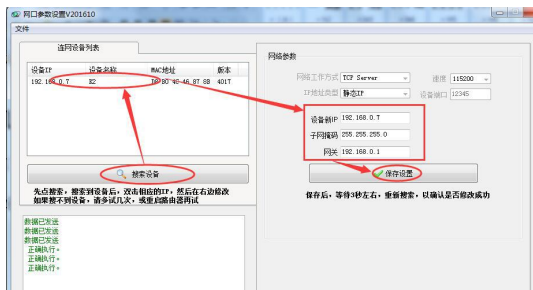 网口参数设置V201610
文件
连网设备列表
设备IP 设备名称 MAC地址 版本
192.168.0.7 K2 4017
搜索设备
先点搜索，搜索到设备后，双击相应的IP，然后在右边修改
如果搜不到设备，请多试几次，或重启路由器再试
数据已发送
数据已发送
数据已发送
正确执行。
正确执行。
正确执行。
网络参数
网络工作方式 TCP Server 速度 115200
IP地址类型 静态IP 设备端口 12345
设备新IP 192.168.0.7
子网掩码 255.255.255.0
网关 192.168.0.1
保存设置
保存后，等待3秒左右，重新搜索，以确认是否修改成功